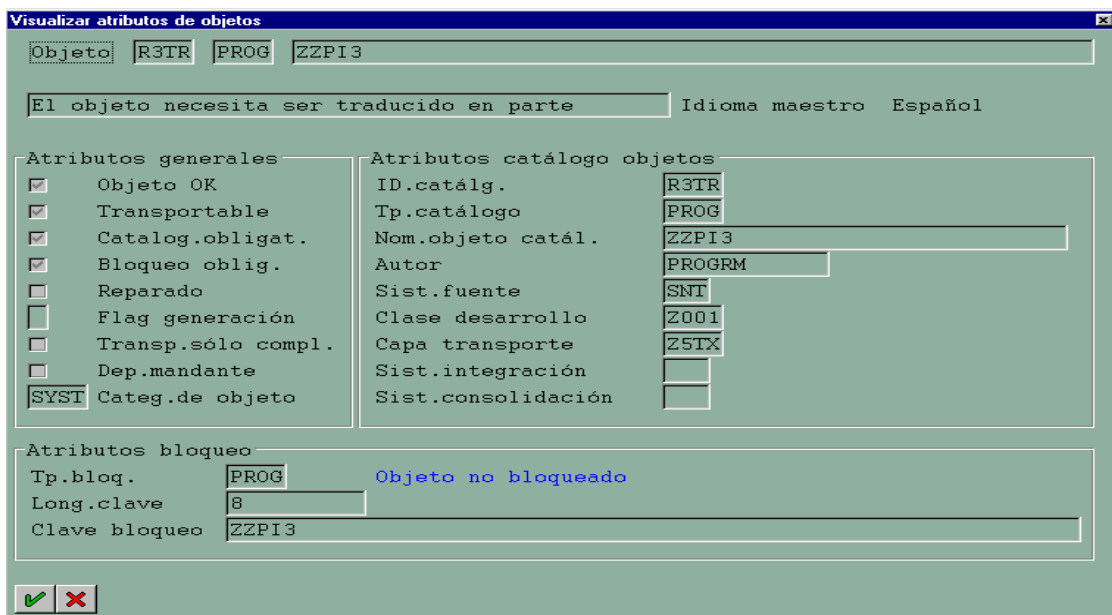 Visualizar atributos de objetos
Objeto R3TR PROG ZZPI3
El objeto necesita ser traducido en parte Idioma maestro Español
Atributos generales
Objeto OK
Transportable
Catalog.obligat.
Bloqueo oblig.
Reparado
Flag generación
Transp.sólo compl.
Dep.mandante
SYST Categ.de objeto
Atributos catálogo objetos
ID.catálg. R3TR
Tp.catálogo PROG
Nom.objeto catál. ZZPI3
Autor PROGRM
Sist.fuente SNT
Clase desarrollo Z001
Capa transporte Z5TX
Sist.integración
Sist.consolidación
Atributos bloqueo
Tp.bloq. PROG Objeto no bloqueado
Long.clave 8
Clave bloqueo ZZPI3